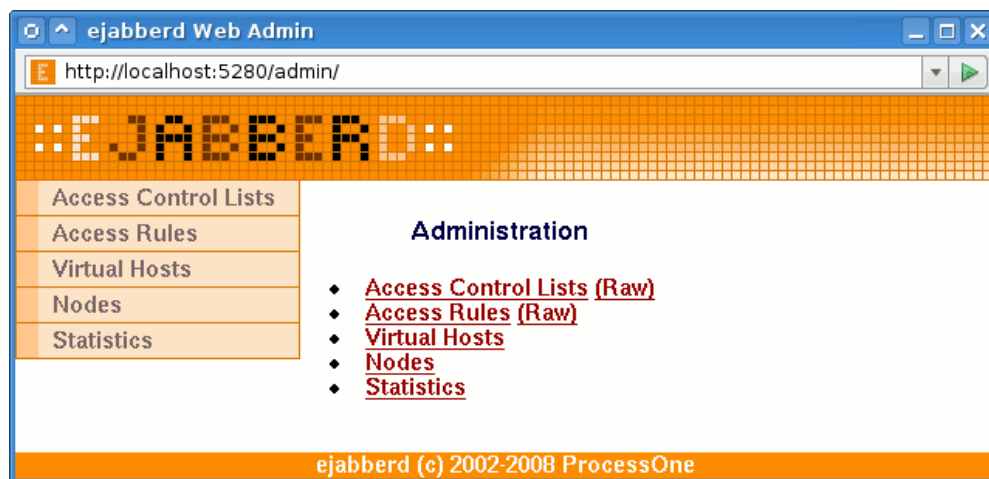 ejabberd Web Admin
http://localhost:5280/admin/
::EJABBERD::
Access Control Lists
Access Rules
Virtual Hosts
Nodes
Statistics
Administration
Access Control Lists (Raw)
Access Rules (Raw)
Virtual Hosts
Nodes
Statistics
ejabberd (c) 2002-2008 ProcessOne